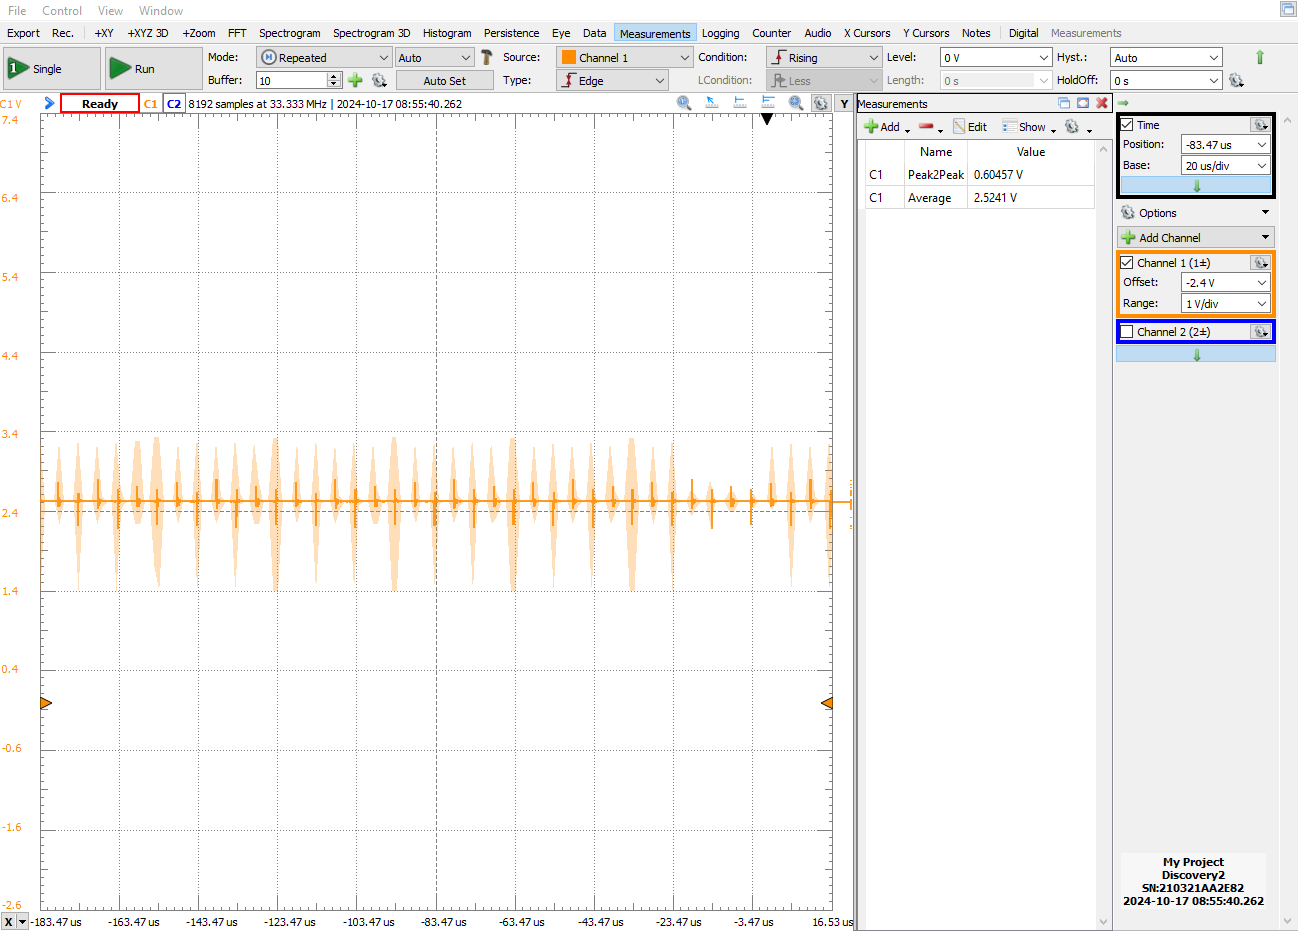 File Control View Window
Export Rec. +XY +XYZ 3D +Zoom FFT Spectrogram Spectrogram 3D Histogram Persistence Eye Data Measurements Logging Counter Audio X Cursors Y Cursors Notes Digital Measurements
1 Single Run Mode: Repeated Auto Source: Channel 1 Condition: Rising Level: 0 V Hyst.: Auto
Buffer: 10 Auto Set Type: Edge LCondition: Less Length: 0 s HoldOff: 0 s
C1 V Ready C1 C2 8192 samples at 33.333 MHz | 2024-10-17 08:55:40.262 Y
7.4
6.4
5.4
4.4
3.4
2.4
1.4
0.4
-0.6
-1.6
-2.6
X -183.47 us -163.47 us -143.47 us -123.47 us -103.47 us -83.47 us -63.47 us -43.47 us -23.47 us -3.47 us 16.53 us
Measurements
Add Edit Show
Name Value
C1 Peak2Peak 0.60457 V
C1 Average 2.5241 V
Time
Position: -83.47 us
Base: 20 us/div
Options
Add Channel
Channel 1 (1±)
Offset: -2.4 V
Range: 1 V/div
Channel 2 (2±)
My Project
Discovery2
SN:210321AA2E82
2024-10-17 08:55:40.262